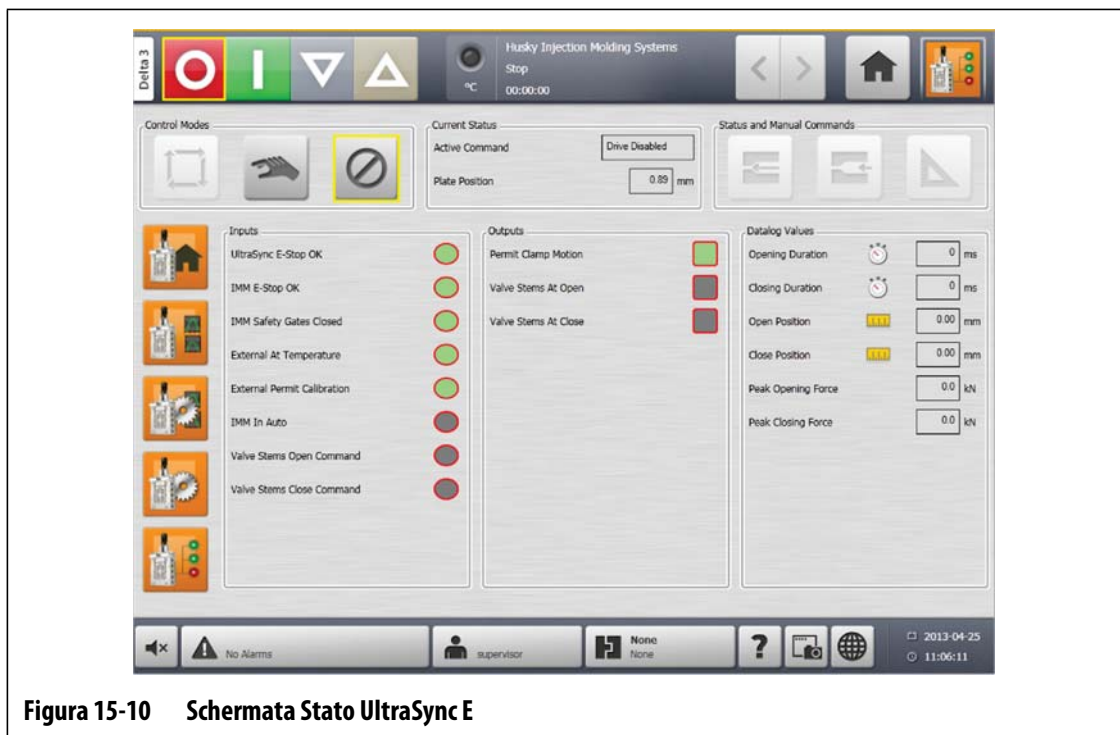 Delta 3
°C
Husky Injection Molding Systems
Stop
00:00:00
Control Modes
Current Status
Active Command
Drive Disabled
Plate Position
0.89 mm
Status and Manual Commands
Inputs
UltraSync E-Stop OK
IMM E-Stop OK
IMM Safety Gates Closed
External At Temperature
External Permit Calibration
IMM In Auto
Valve Stems Open Command
Valve Stems Close Command
Outputs
Permit Clamp Motion
Valve Stems At Open
Valve Stems At Close
Datalog Values
Opening Duration 0 ms
Closing Duration 0 ms
Open Position 0.00 mm
Close Position 0.00 mm
Peak Opening Force 0.0 kN
Peak Closing Force 0.0 kN
No Alarms
supervisor
None
None
?
2013-04-25
11:06:11
Figura 15-10 Schermata Stato UltraSync E